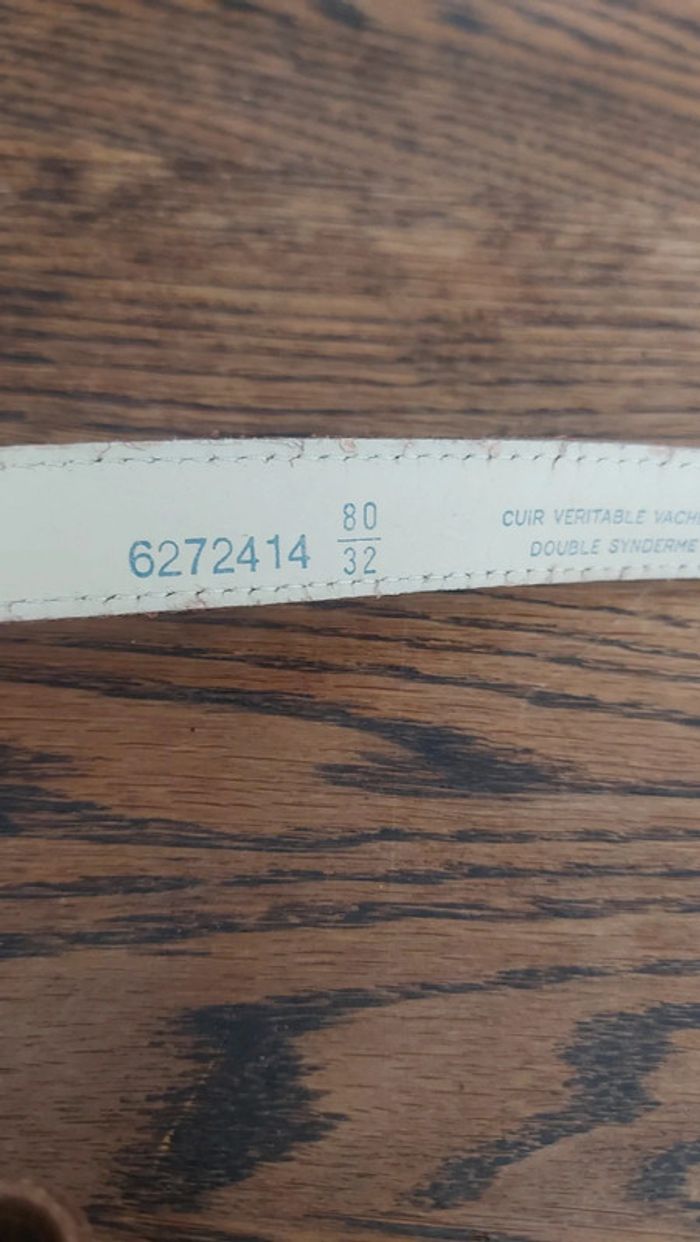 6272414
80
32
CUIR VERITABLE
DOUBLE SYNDERME